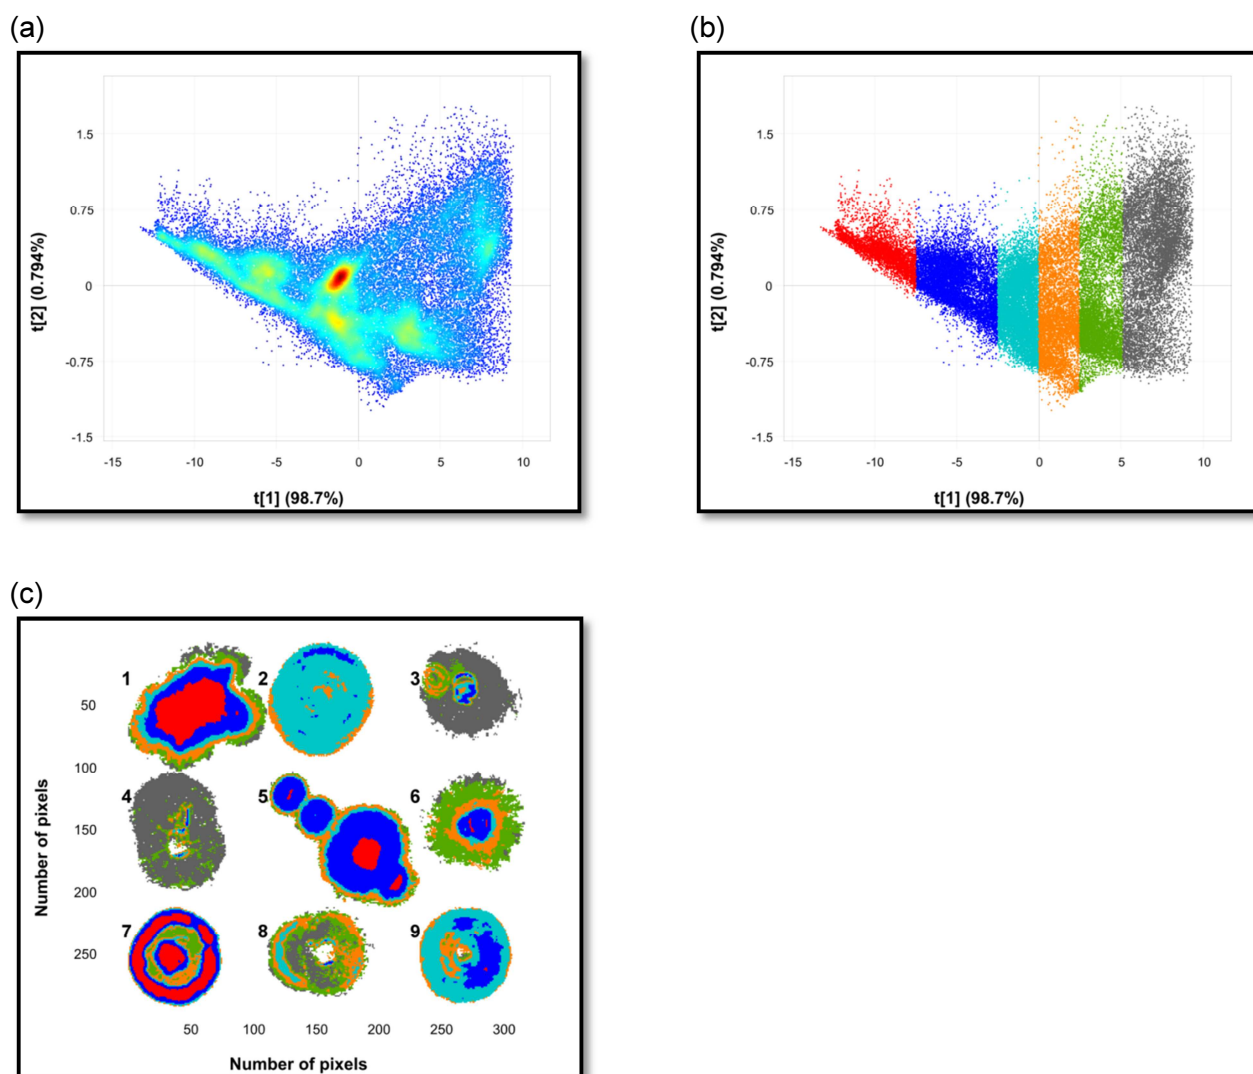 (a)
(b)
1.5
0.75
0
-0.75
-1.5
t[2] (0.794%)
-15 -10 -5 0 5 10
t[1] (98.7%)
1.5
0.75
0
-0.75
-1.5
t[2] (0.794%)
-15 -10 -5 0 5 10
t[1] (98.7%)
(c)
1 2 3
50
100
4 5 6
150
200
7 8 9
250
Number of pixels
50 100 150 200 250 300
Number of pixels